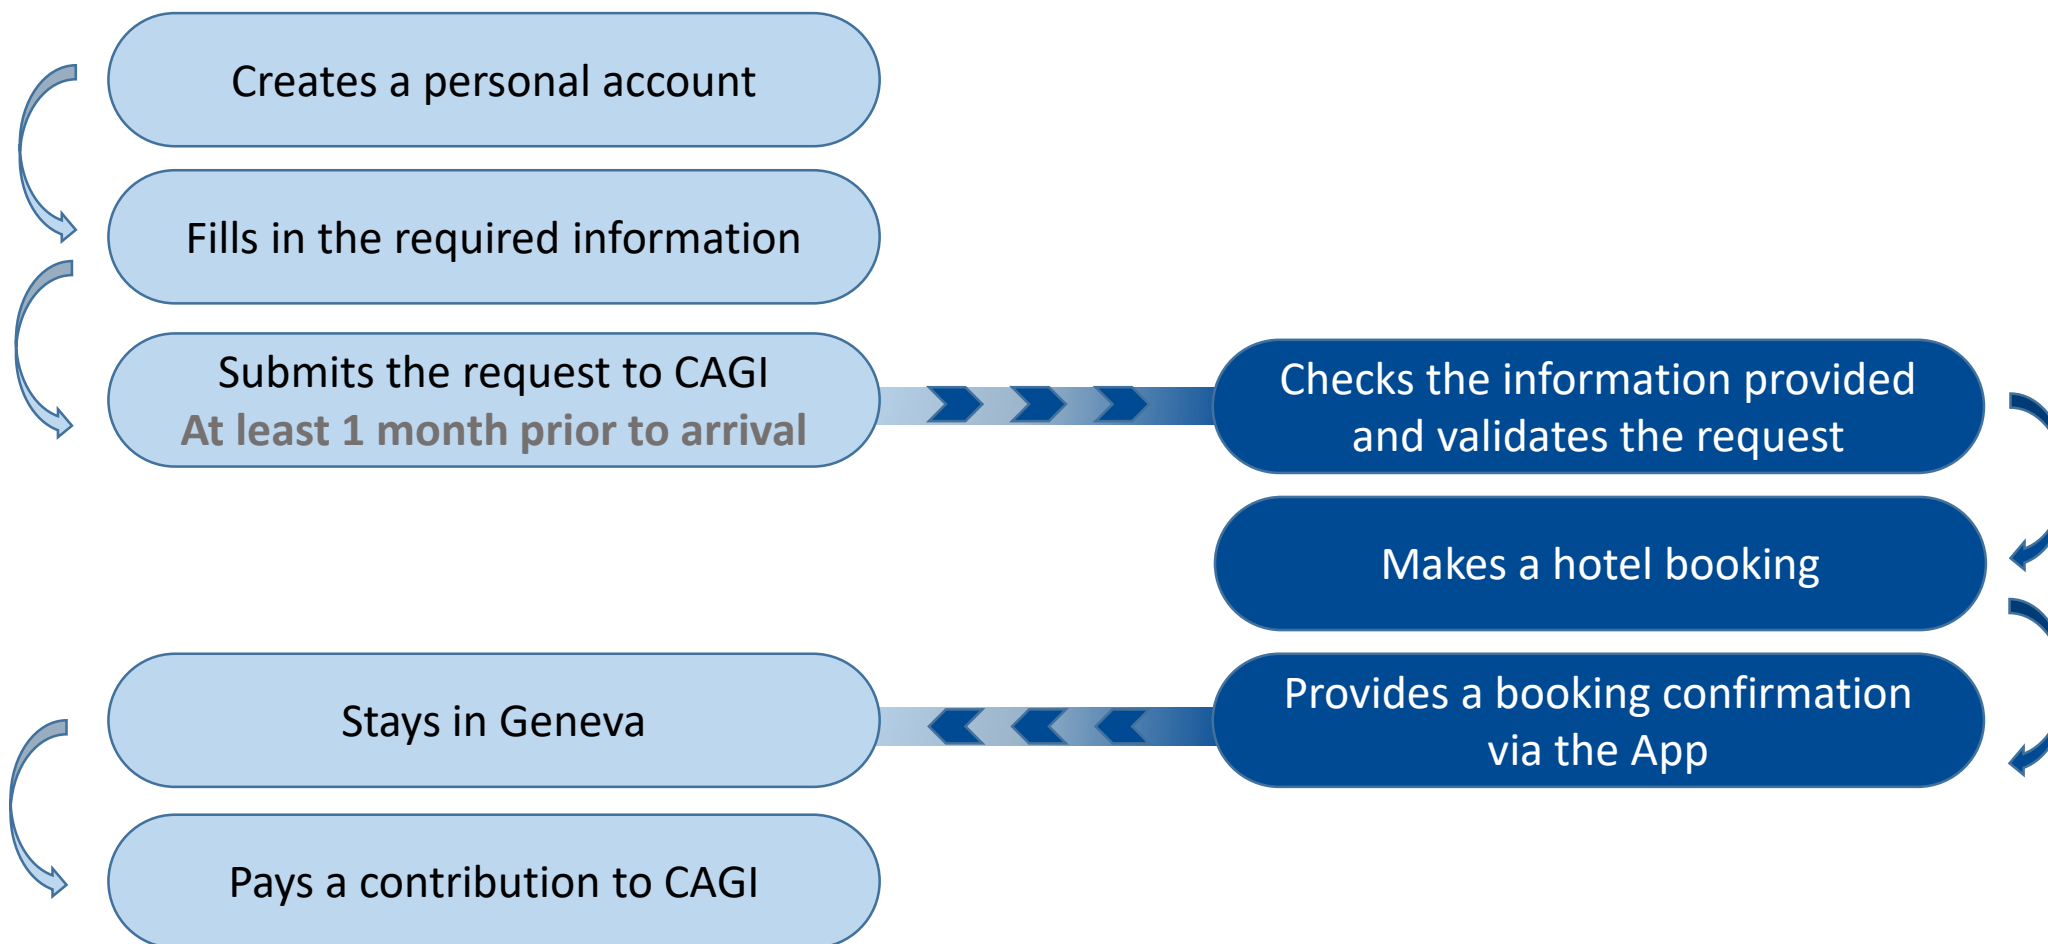 Creates a personal account
Fills in the required information
Submits the request to CAGI
At least 1 month prior to arrival
Checks the information provided
and validates the request
Makes a hotel booking
Provides a booking confirmation
via the App
Stays in Geneva
Pays a contribution to CAGI